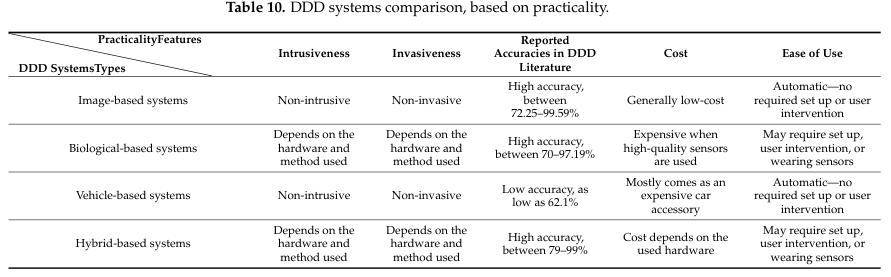 Table 10. DDD systems comparison, based on practicality.
PracticalityFeatures
DDD SystemsTypes
Intrusiveness
Invasiveness
Reported
Accuracies in DDD
Literature
Cost
Ease of Use
Image-based systems
Non-intrusive
Non-invasive
High accuracy,
between
72.25–99.59%
Generally low-cost
Automatic—no
required set up or user
intervention
Biological-based systems
Depends on the
hardware and
method used
Depends on the
hardware and
method used
High accuracy,
between 70–97.19%
Expensive when
high-quality sensors
are used
May require set up,
user intervention, or
wearing sensors
Vehicle-based systems
Non-intrusive
Non-invasive
Low accuracy, as
low as 62.1%
Mostly comes as an
expensive car
accessory
Automatic—no
required set up or user
intervention
Hybrid-based systems
Depends on the
hardware and
method used
Depends on the
hardware and
method used
High accuracy,
between 79–99%
Cost depends on the
used hardware
May require set up,
user intervention, or
wearing sensors